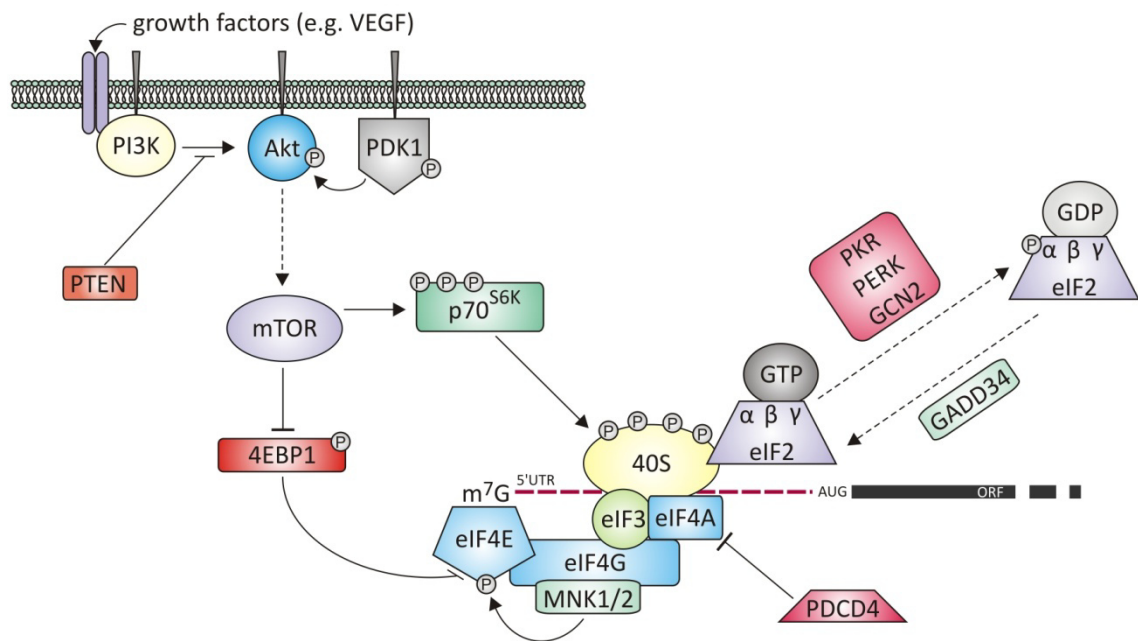 growth factors (e.g. VEGF)
PI3K
Akt
P
PDK1
P
PTEN
mTOR
P P P
p70S6K
PKR
PERK
GCN2
GDP
P
α β γ
eIF2
GADD34
GTP
α β γ
eIF2
P P P P
40S
4EBP1
P
m7G
5'UTR
AUG
ORF
eIF3
eIF4A
eIF4E
P
eIF4G
MNK1/2
PDCD4